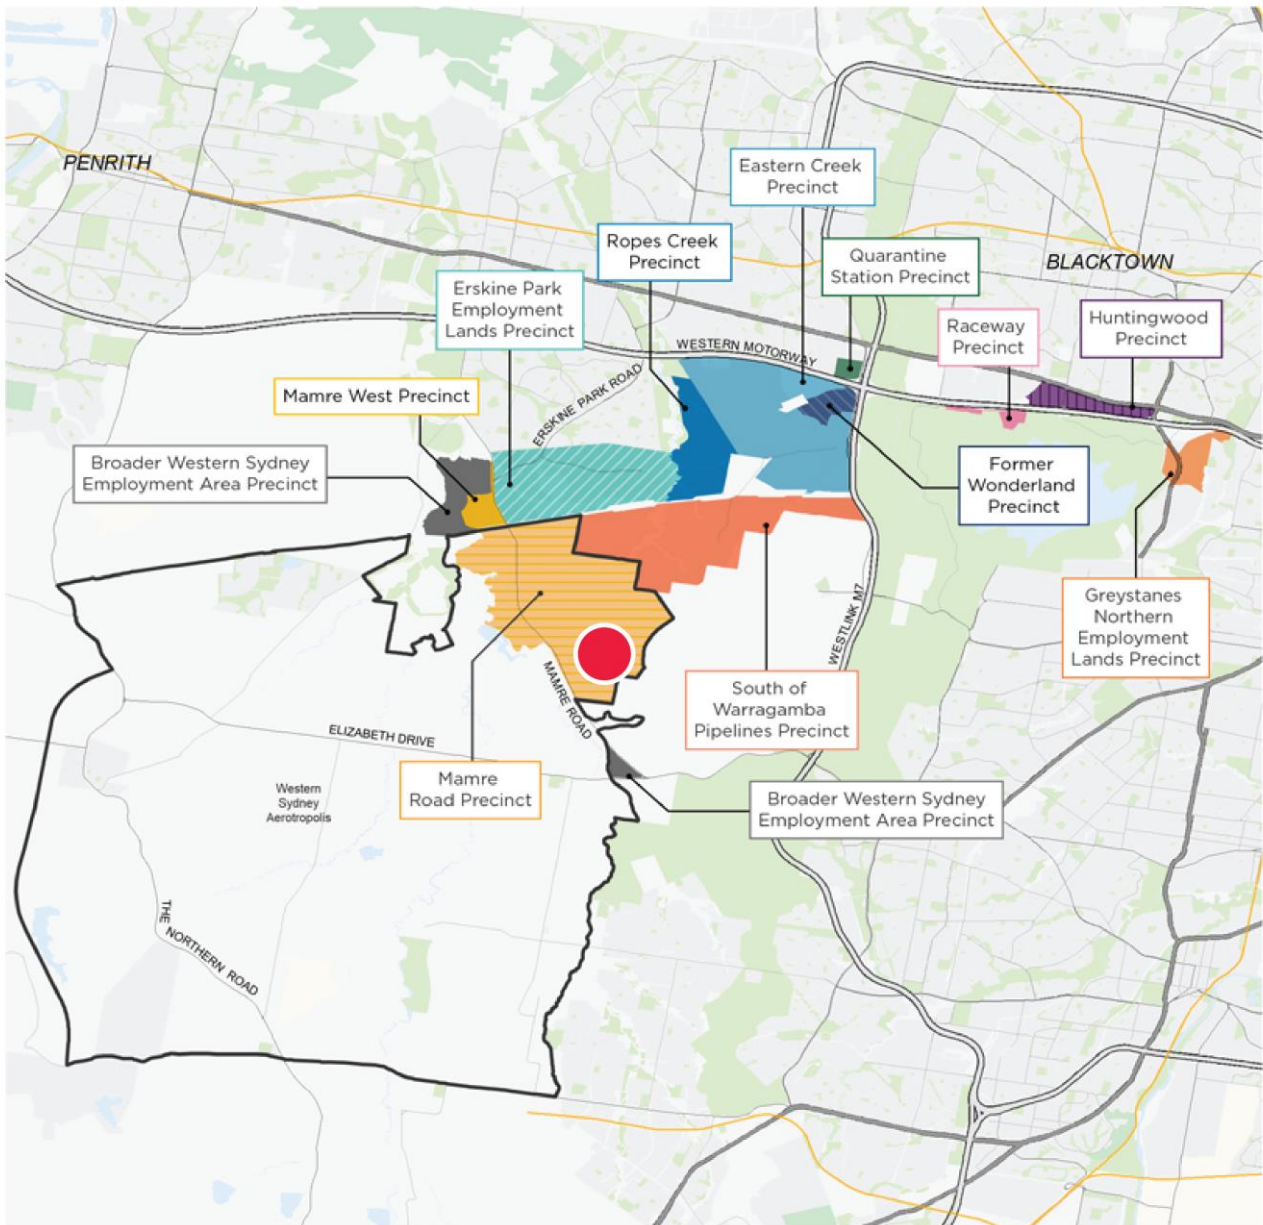 PENRITH
Eastern Creek
Precinct
Ropes Creek
Precinct
Quarantine
Station Precinct
BLACKTOWN
Erskine Park
Employment
Lands Precinct
Raceway
Precinct
Huntingwood
Precinct
WESTERN MOTORWAY
ERSKINE PARK ROAD
Mamre West Precinct
Broader Western Sydney
Employment Area Precinct
Former
Wonderland
Precinct
Greystanes
Northern
Employment
Lands Precinct
WESTLINK M7
MAMRE ROAD
South of
Warragamba
Pipelines Precinct
ELIZABETH DRIVE
Mamre
Road Precinct
Western
Sydney
Aerotropolis
Broader Western Sydney
Employment Area Precinct
THE NORTHERN ROAD